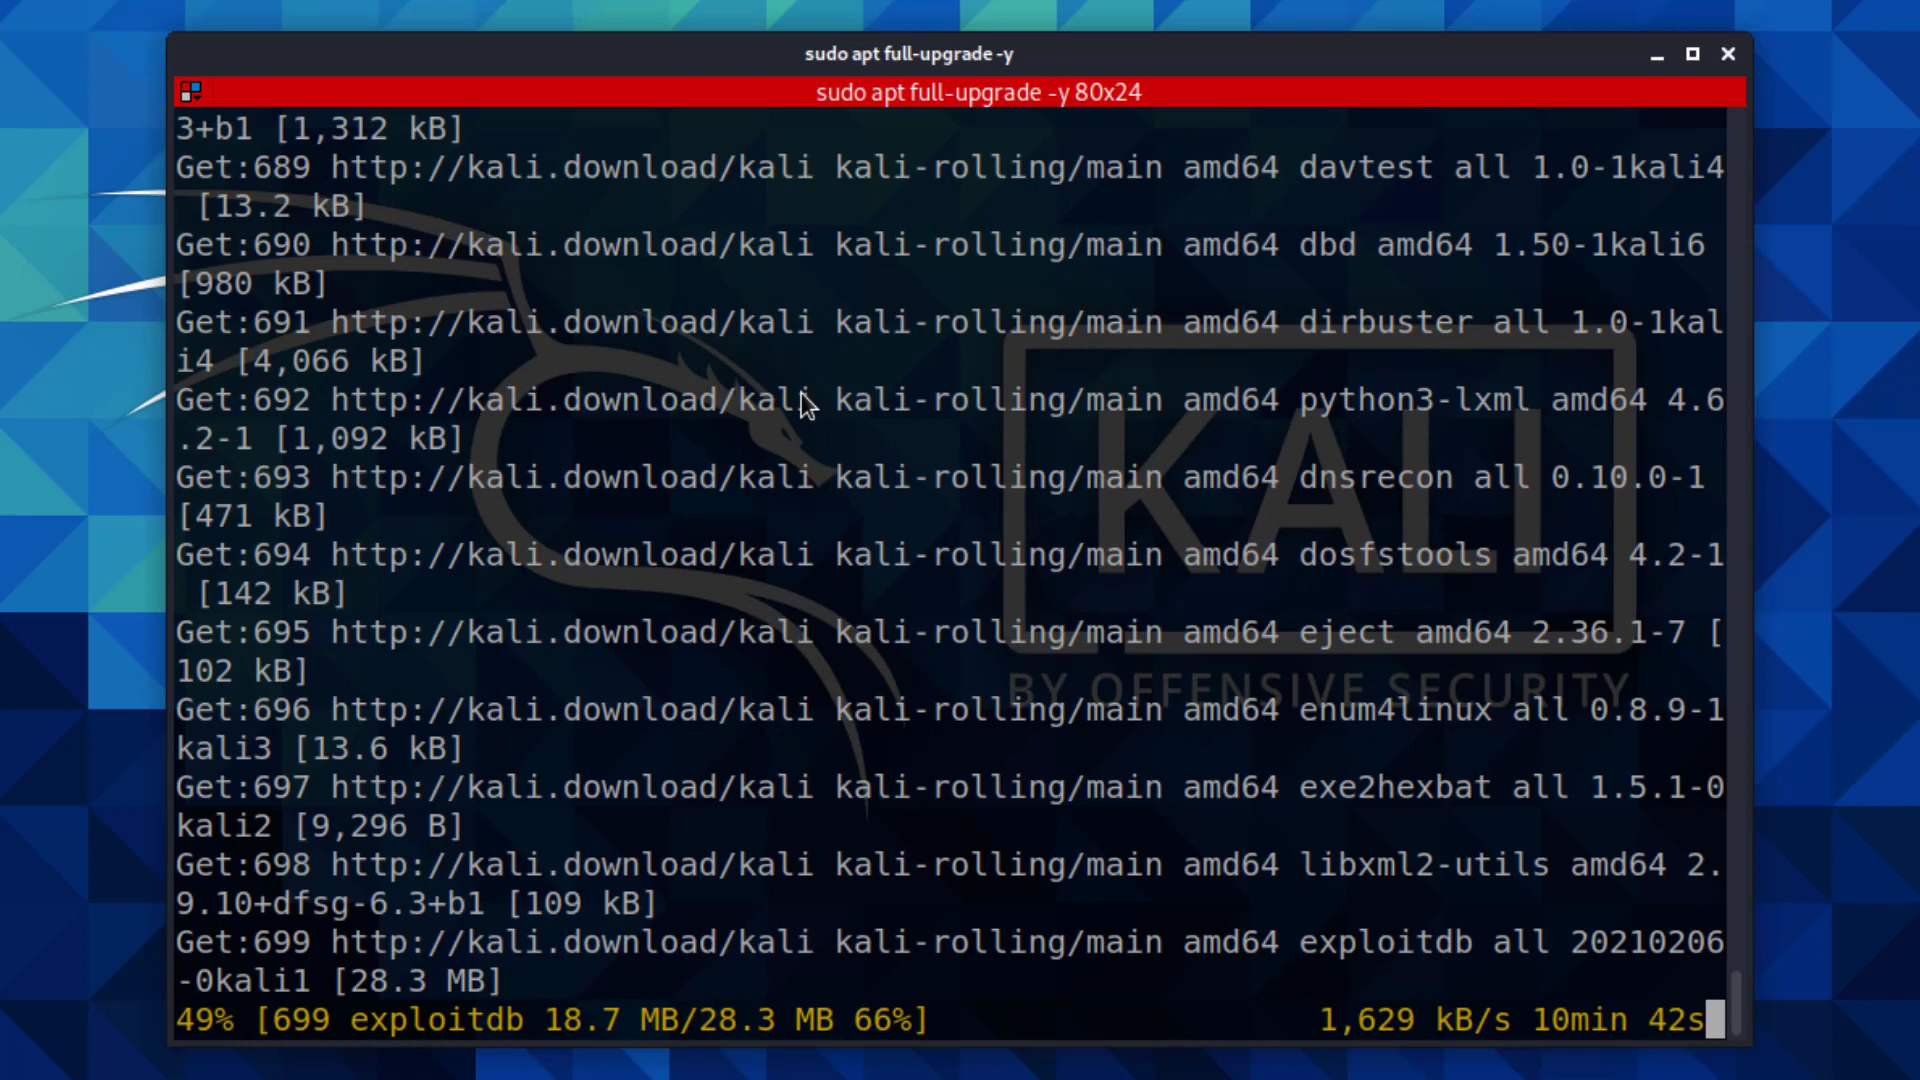 sudo apt full-upgrade -y
sudo apt full-upgrade -y 80x24
3+b1 [1,312 kB]
Get:689 http://kali.download/kali kali-rolling/main amd64 davtest all 1.0-1kali4
 [13.2 kB]
Get:690 http://kali.download/kali kali-rolling/main amd64 dbd amd64 1.50-1kali6
[980 kB]
Get:691 http://kali.download/kali kali-rolling/main amd64 dirbuster all 1.0-1kal
i4 [4,066 kB]
Get:692 http://kali.download/kali kali-rolling/main amd64 python3-lxml amd64 4.6
.2-1 [1,092 kB]
Get:693 http://kali.download/kali kali-rolling/main amd64 dnsrecon all 0.10.0-1
[471 kB]
Get:694 http://kali.download/kali kali-rolling/main amd64 dosfstools amd64 4.2-1
 [142 kB]
Get:695 http://kali.download/kali kali-rolling/main amd64 eject amd64 2.36.1-7 [
102 kB]
Get:696 http://kali.download/kali kali-rolling/main amd64 enum4linux all 0.8.9-1
kali3 [13.6 kB]
Get:697 http://kali.download/kali kali-rolling/main amd64 exe2hexbat all 1.5.1-0
kali2 [9,296 B]
Get:698 http://kali.download/kali kali-rolling/main amd64 libxml2-utils amd64 2.
9.10+dfsg-6.3+b1 [109 kB]
Get:699 http://kali.download/kali kali-rolling/main amd64 exploitdb all 20210206
-0kali1 [28.3 MB]
49% [699 exploitdb 18.7 MB/28.3 MB 66%] 1,629 kB/s 10min 42s
KALI
BY OFFENSIVE SECURITY